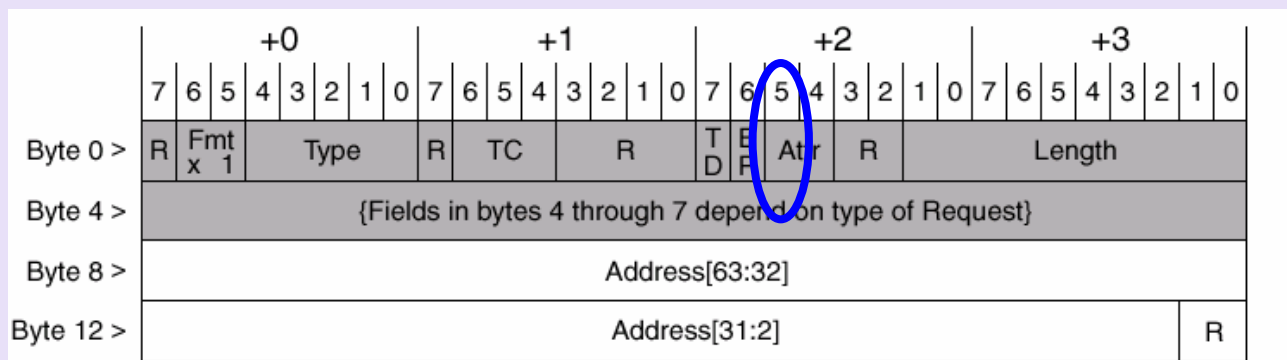 +0 +1 +2 +3
7 6 5 4 3 2 1 0 7 6 5 4 3 2 1 0 7 6 5 4 3 2 1 0 7 6 5 4 3 2 1 0
Byte 0 > R Fmt x 1 Type R TC R TD EP Attr R Length
Byte 4 > {Fields in bytes 4 through 7 depend on type of Request}
Byte 8 > Address[63:32]
Byte 12 > Address[31:2] R